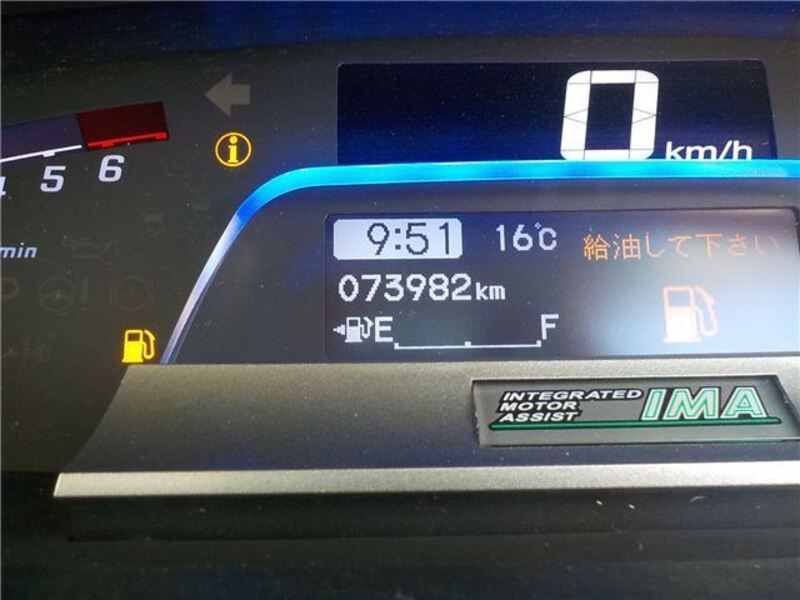 0 km/h
5 6
9:51 16℃ 給油して下さい
min
073982km
E F
INTEGRATED
MOTOR
ASSIST
IMA